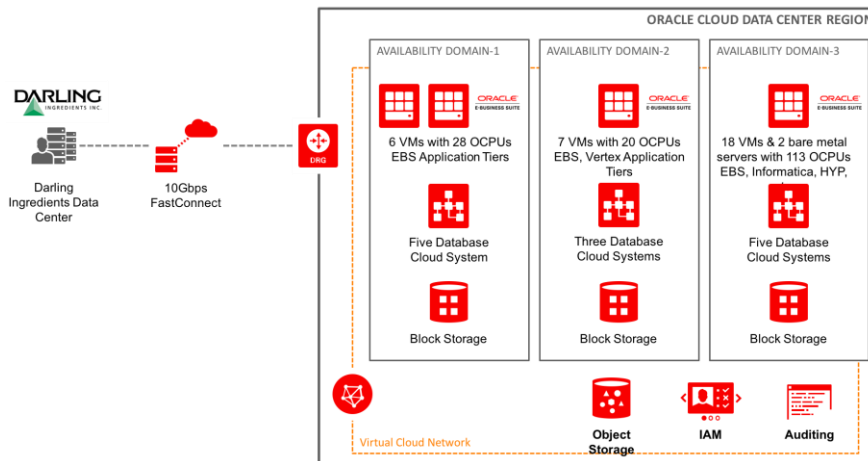 ORACLE CLOUD DATA CENTER REGION
AVAILABILITY DOMAIN-1
AVAILABILITY DOMAIN-2
AVAILABILITY DOMAIN-3
DARLING
INGREDIENTS INC.
ORACLE
E-BUSINESS SUITE
ORACLE
E-BUSINESS SUITE
ORACLE
E-BUSINESS SUITE
DRG
Darling
Ingredients Data
Center
10Gbps
FastConnect
6 VMs with 28 OCPUs
EBS Application Tiers
7 VMs with 20 OCPUs
EBS, Vertex Application
Tiers
18 VMs & 2 bare metal
servers with 113 OCPUs
EBS, Informatica, HYP,
Five Database
Cloud System
Three Database
Cloud Systems
Five Database
Cloud Systems
Block Storage
Block Storage
Block Storage
Virtual Cloud Network
Object
Storage
IAM
Auditing